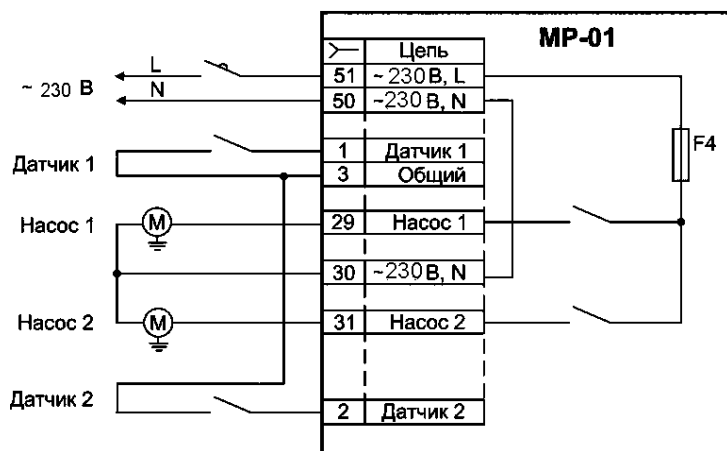 МР-01
Цепь
L
51 ~ 230 В, L
~ 230 В
N
50 ~230 В, N
F4
1 Датчик 1
Датчик 1
3 Общий
Насос 1
М
29 Насос 1
30 ~230 В, N
Насос 2
М
31 Насос 2
Датчик 2
2 Датчик 2